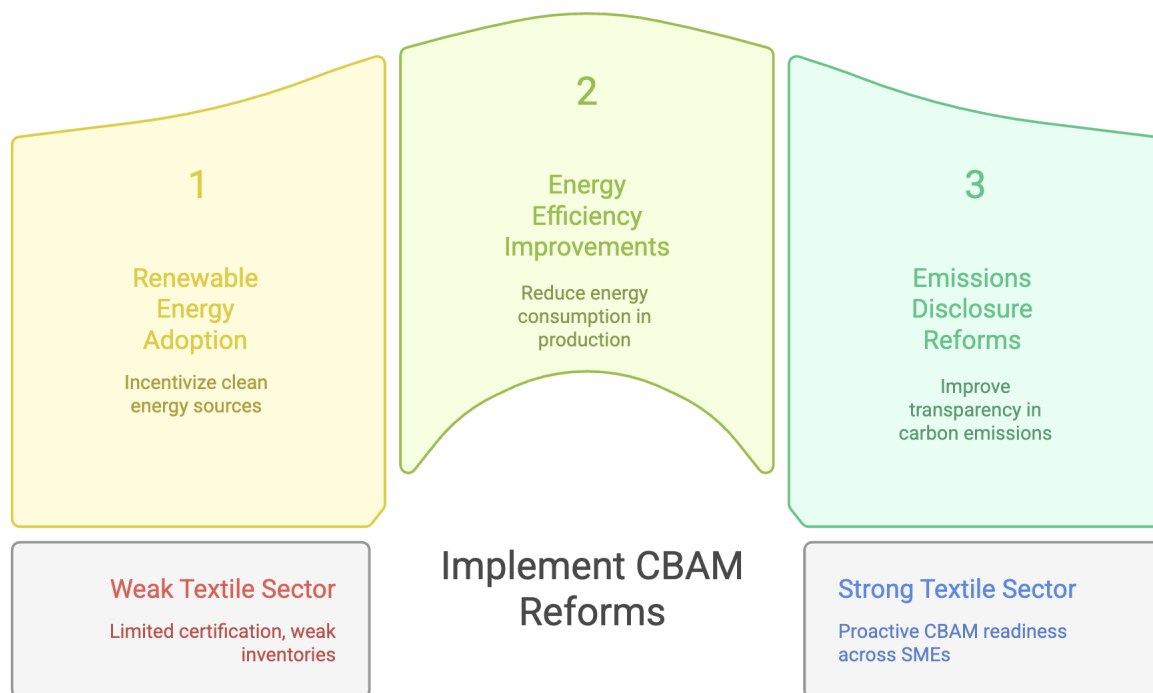 1
Renewable
Energy
Adoption
Incentivize clean
energy sources
2
Energy
Efficiency
Improvements
Reduce energy
consumption in
production
3
Emissions
Disclosure
Reforms
Improve
transparency in
carbon emissions
Weak Textile Sector
Limited certification, weak
inventories
Implement CBAM
Reforms
Strong Textile Sector
Proactive CBAM readiness
across SMEs